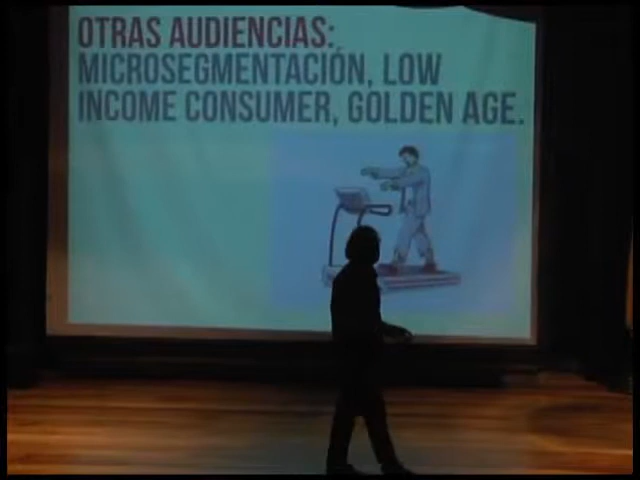 OTRAS AUDIENCIAS:
MICROSEGMENTACIÓN, LOW
INCOME CONSUMER, GOLDEN AGE.